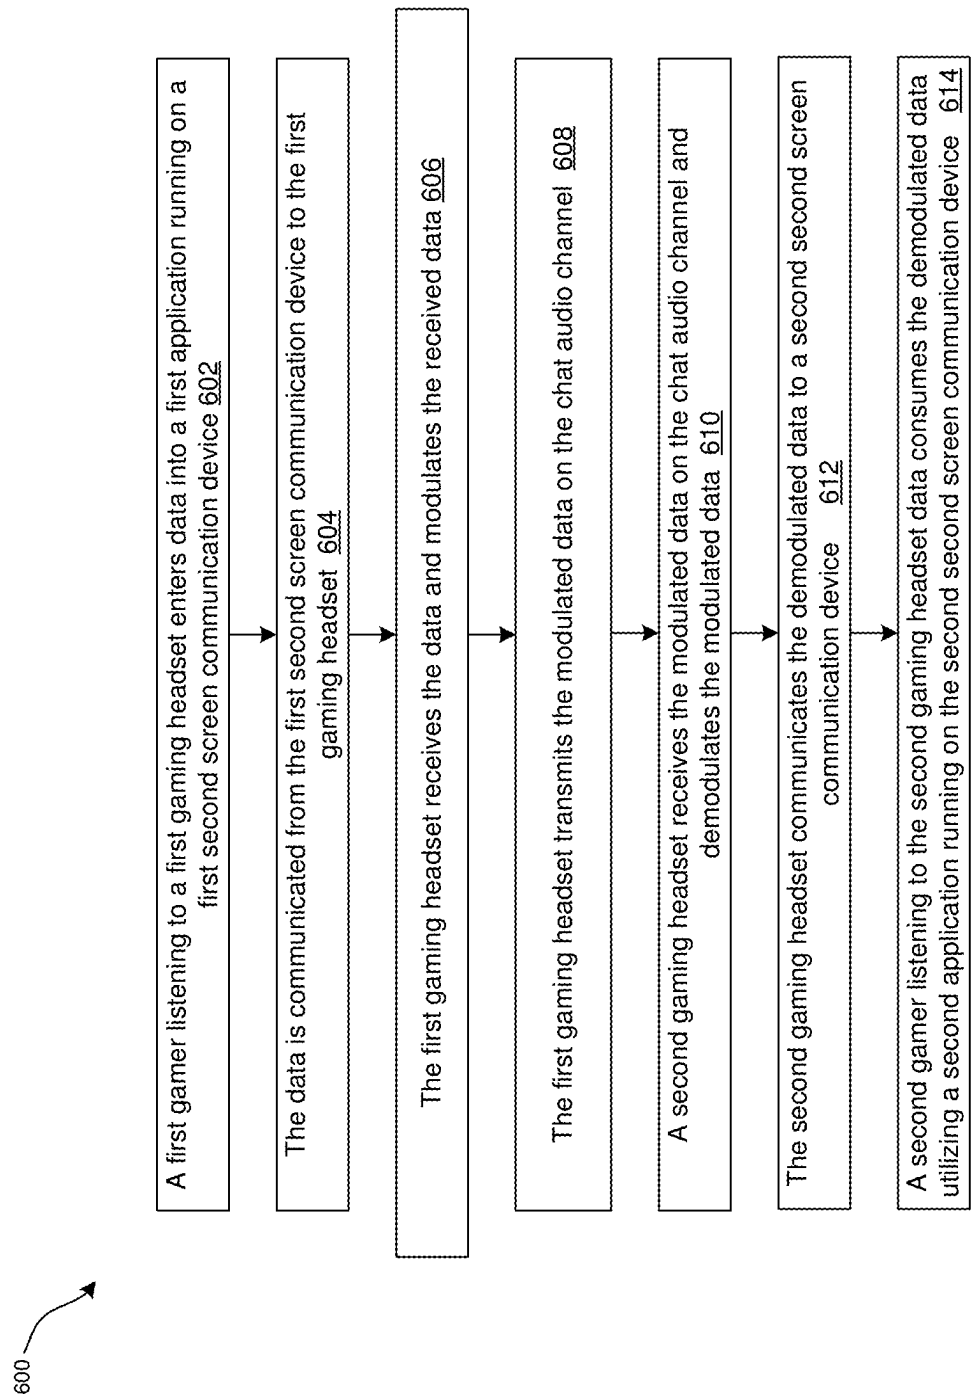 600
A first gamer listening to a first gaming headset enters data into a first application running on a
first second screen communication device 602
The data is communicated from the first second screen communication device to the first
gaming headset 604
The first gaming headset receives the data and modulates the received data 606
The first gaming headset transmits the modulated data on the chat audio channel 608
A second gaming headset receives the modulated data on the chat audio channel and
demodulates the modulated data 610
The second gaming headset communicates the demodulated data to a second second screen
communication device 612
A second gamer listening to the second gaming headset data consumes the demodulated data
utilizing a second application running on the second second screen communication device 614